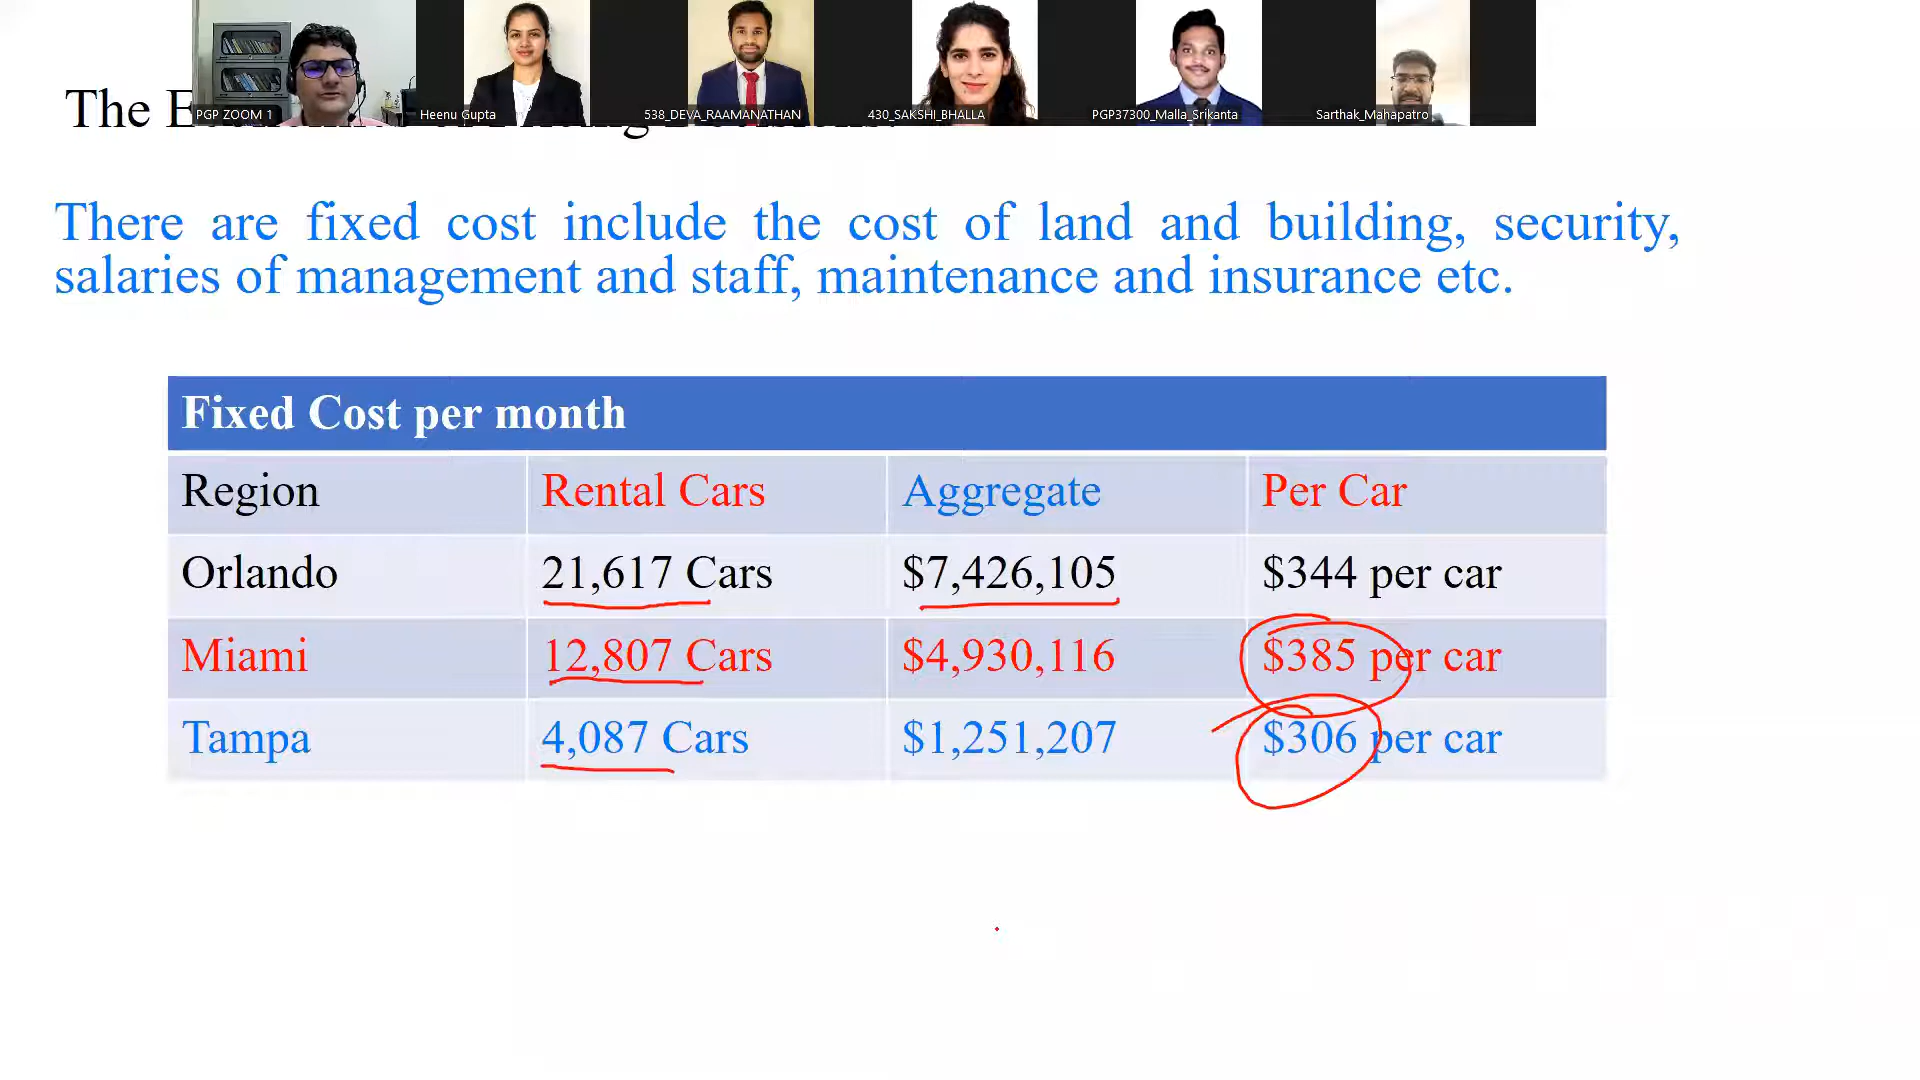 PGP ZOOM 1
Heenu Gupta
538_DEVA_RAAMANATHAN
430_SAKSHI_BHALLA
PGP37300_Malla_Srikanta
Sarthak_Mahapatro
The
There are fixed cost include the cost of land and building, security,
salaries of management and staff, maintenance and insurance etc.
Fixed Cost per month
Region Rental Cars Aggregate Per Car
Orlando 21,617 Cars $7,426,105 $344 per car
Miami 12,807 Cars $4,930,116 $385 per car
Tampa 4,087 Cars $1,251,207 $306 per car